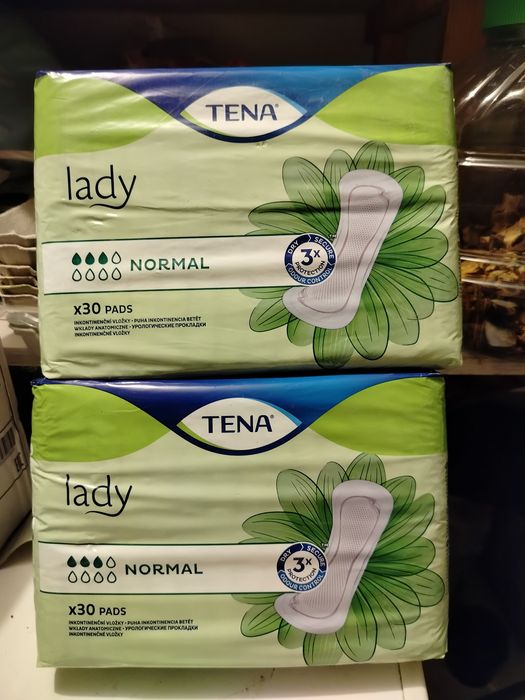 TENA®
lady
NORMAL
DRY SECURE
3x
PROTECTION
ODOUR CONTROL
x30 PADS
INKONTINENČNÍ VLOŽKY • PUHA INKONTINENCIA BETÉT
WKŁADY ANATOMICZNE • УРОЛОГИЧЕСКИЕ ПРОКЛАДКИ
INKONTINENČNÉ VLOŽKY
TENA®
lady
NORMAL
DRY SECURE
3x
PROTECTION
ODOUR CONTROL
x30 PADS
INKONTINENČNÍ VLOŽKY • PUHA INKONTINENCIA BETÉT
WKŁADY ANATOMICZNE • УРОЛОГИЧЕСКИЕ ПРОКЛАДКИ
INKONTINENČNÉ VLOŽKY